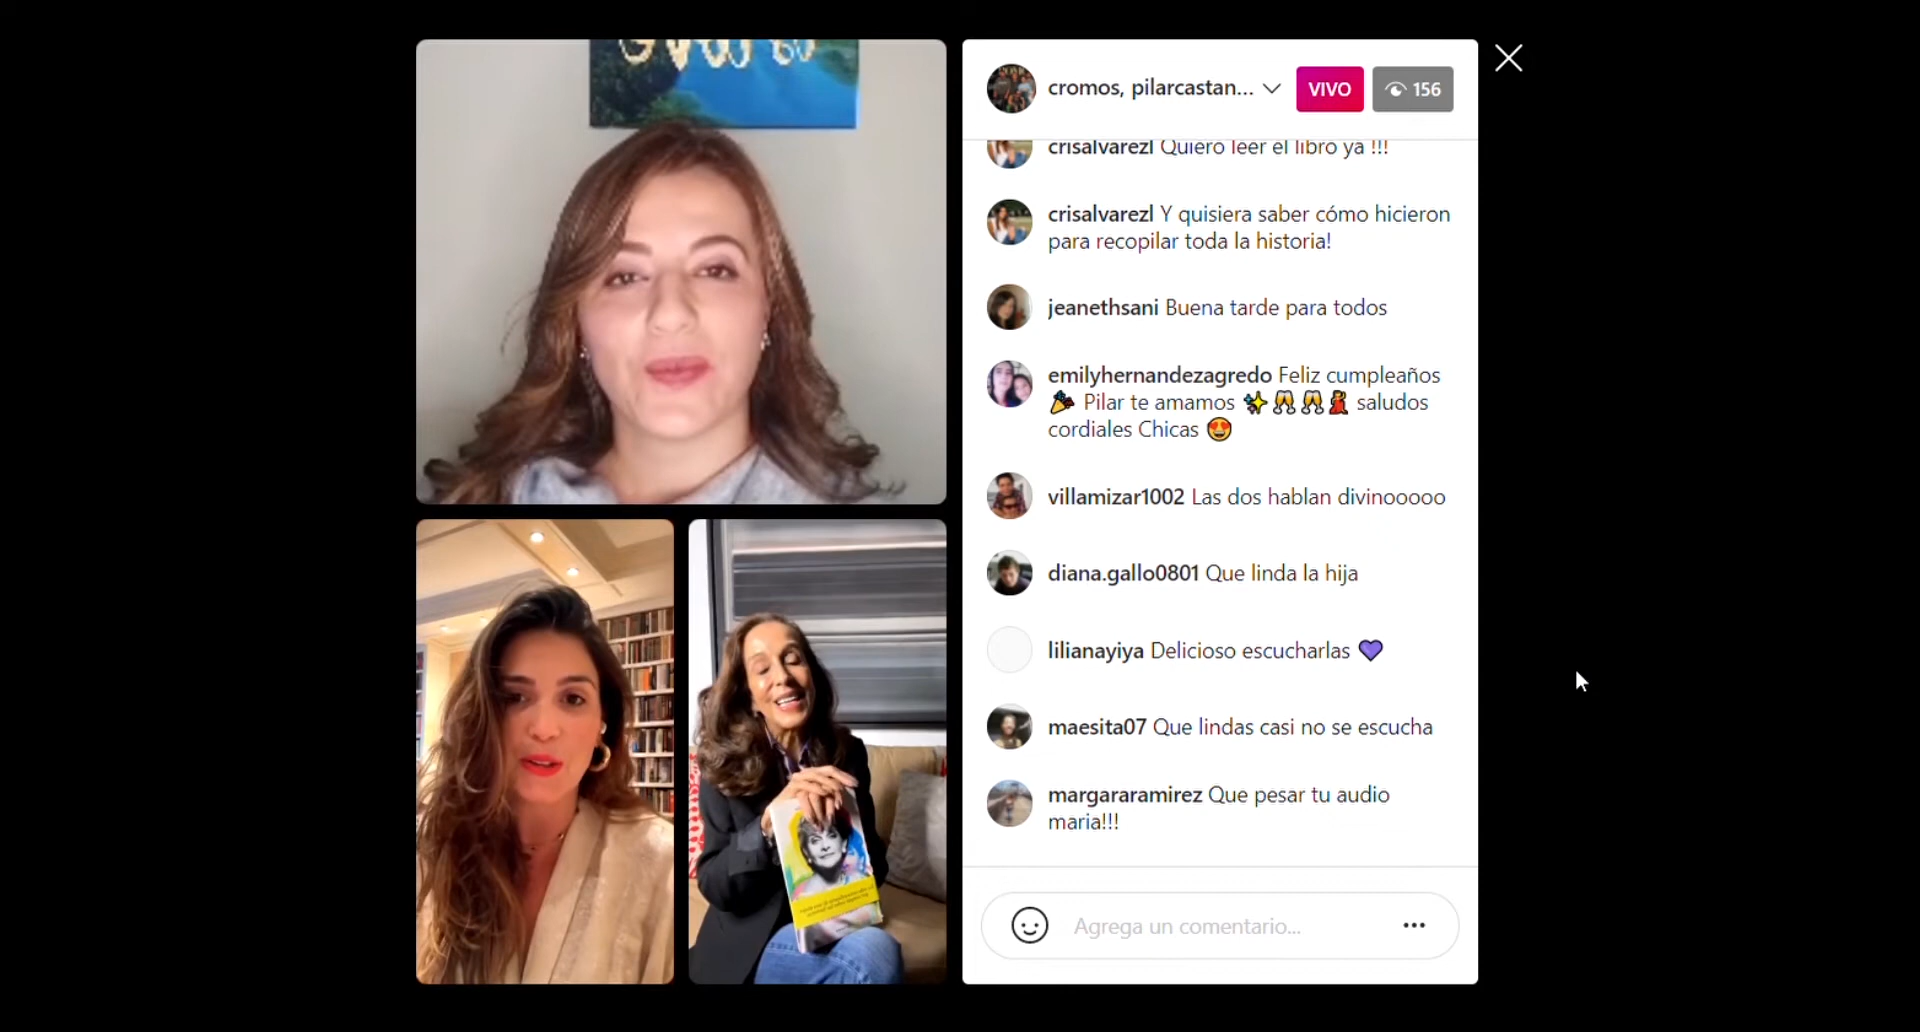 cromos, pilarcastan...
VIVO
156
crisalvarezl Quiero leer el libro ya !!!
crisalvarezl Y quisiera saber cómo hicieron
para recopilar toda la historia!
jeanethsani Buena tarde para todos
emilyhernandezagredo Feliz cumpleaños
🎉 Pilar te amamos ✨🥂🥂💃 saludos
cordiales Chicas 😍
villamizar1002 Las dos hablan divinooooo
diana.gallo0801 Que linda la hija
lilianayiya Delicioso escucharlas 💜
maesita07 Que lindas casi no se escucha
margararamirez Que pesar tu audio
maria!!!
Agrega un comentario...